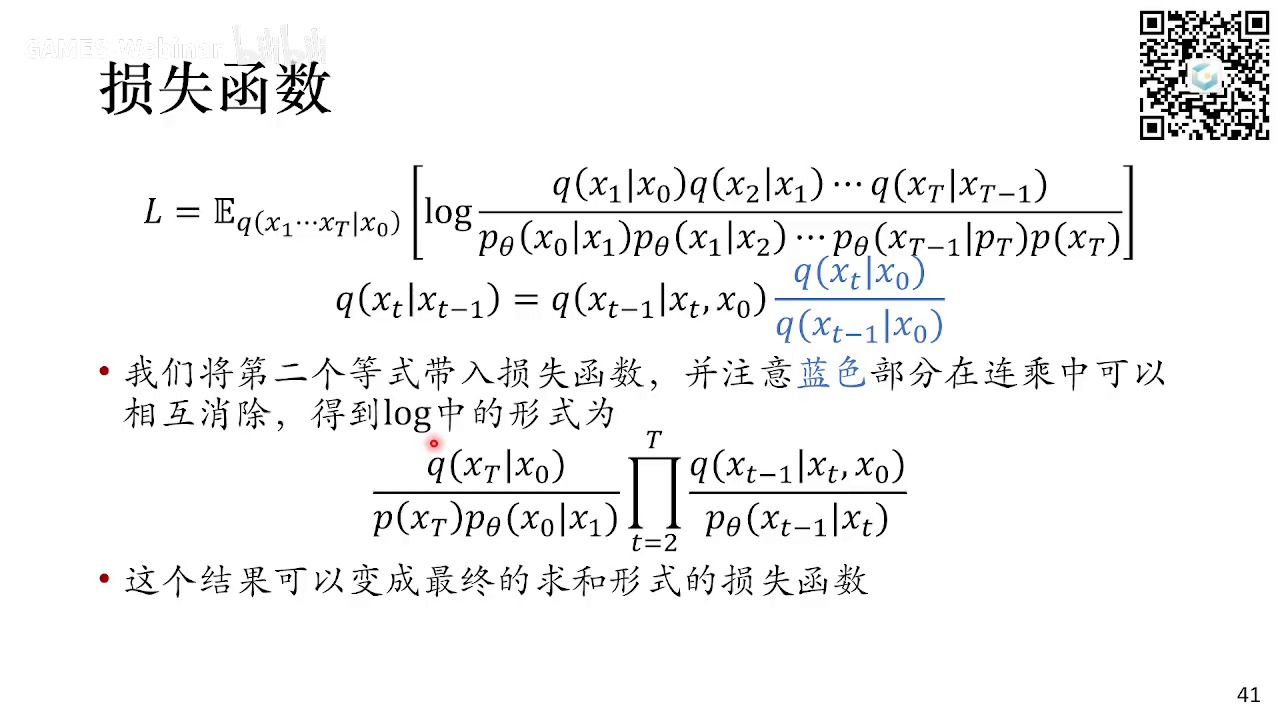 GAMES Webinar bilibili
损失函数
L = 𝔼_{q(x_1⋯x_T|x_0)} [ log \frac{q(x_1|x_0)q(x_2|x_1)⋯q(x_T|x_{T−1})}{p_θ(x_0|x_1)p_θ(x_1|x_2)⋯p_θ(x_{T−1}|p_T)p(x_T)} ]
q(x_t|x_{t−1}) = q(x_{t−1}|x_t, x_0) \frac{q(x_t|x_0)}{q(x_{t−1}|x_0)}
• 我们将第二个等式带入损失函数，并注意蓝色部分在连乘中可以
相互消除，得到log中的形式为
\frac{q(x_T|x_0)}{p(x_T)p_θ(x_0|x_1)} ∏_{t=2}^{T} \frac{q(x_{t−1}|x_t, x_0)}{p_θ(x_{t−1}|x_t)}
• 这个结果可以变成最终的求和形式的损失函数
41